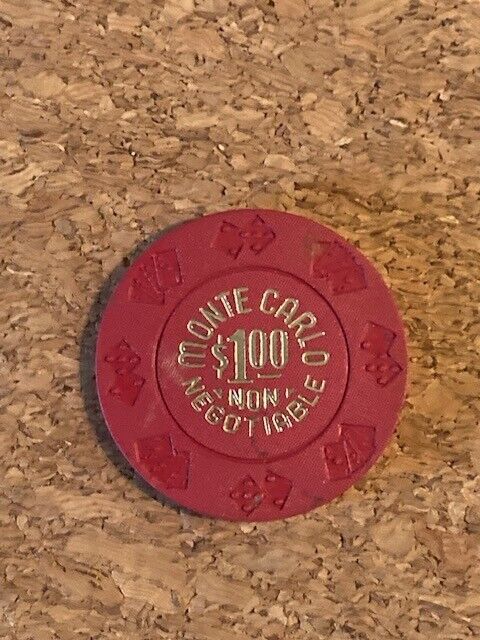 MONTE CARLO
$1.00
NON
NEGOTIABLE